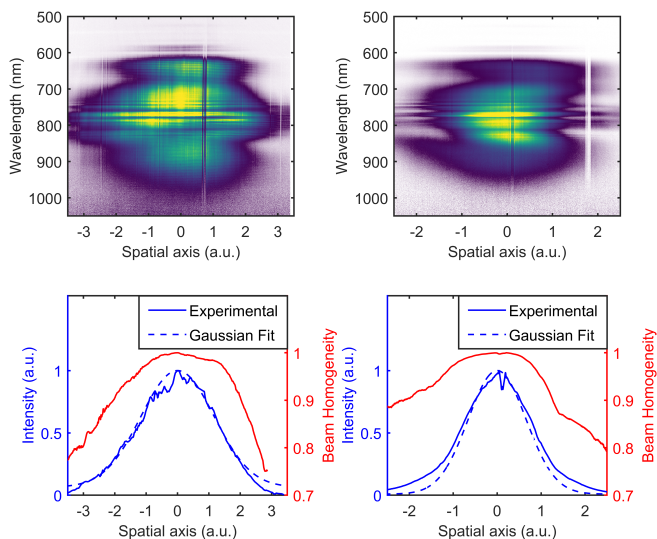 500
600
700
800
900
1000
Wavelength (nm)
-3 -2 -1 0 1 2 3
Spatial axis (a.u.)
500
600
700
800
900
1000
Wavelength (nm)
-2 -1 0 1 2
Spatial axis (a.u.)
Experimental
Gaussian Fit
1
0.5
0
Intensity (a.u.)
1
0.9
0.8
0.7
Beam Homogeneity
-3 -2 -1 0 1 2 3
Spatial axis (a.u.)
Experimental
Gaussian Fit
1
0.5
0
Intensity (a.u.)
1
0.9
0.8
0.7
Beam Homogeneity
-2 -1 0 1 2
Spatial axis (a.u.)